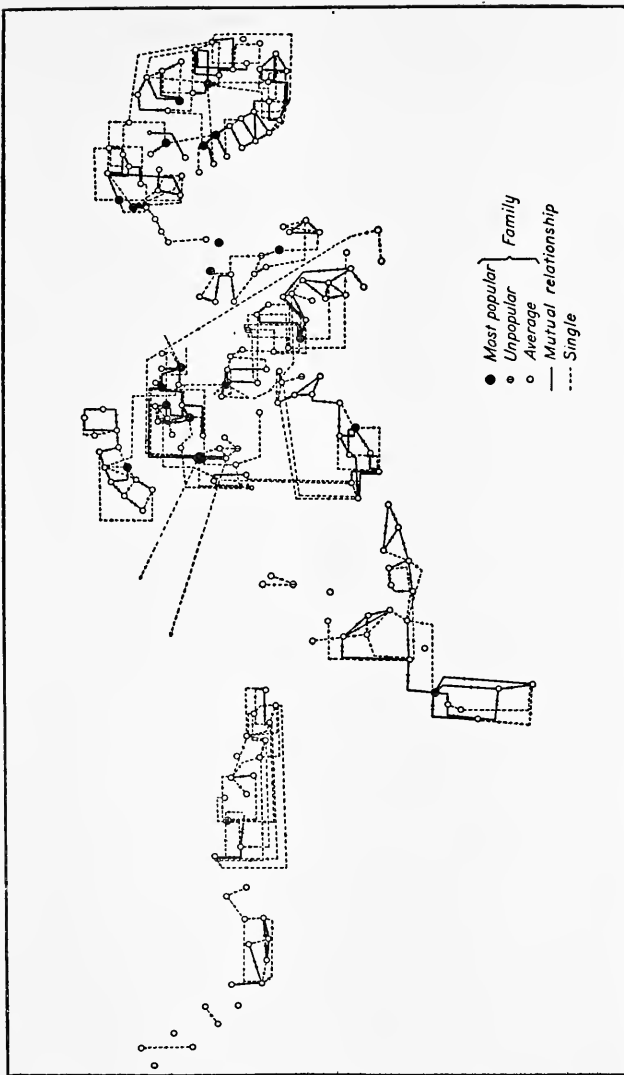 Most popular
Unpopular
Average
Family
Mutual relationship
Single